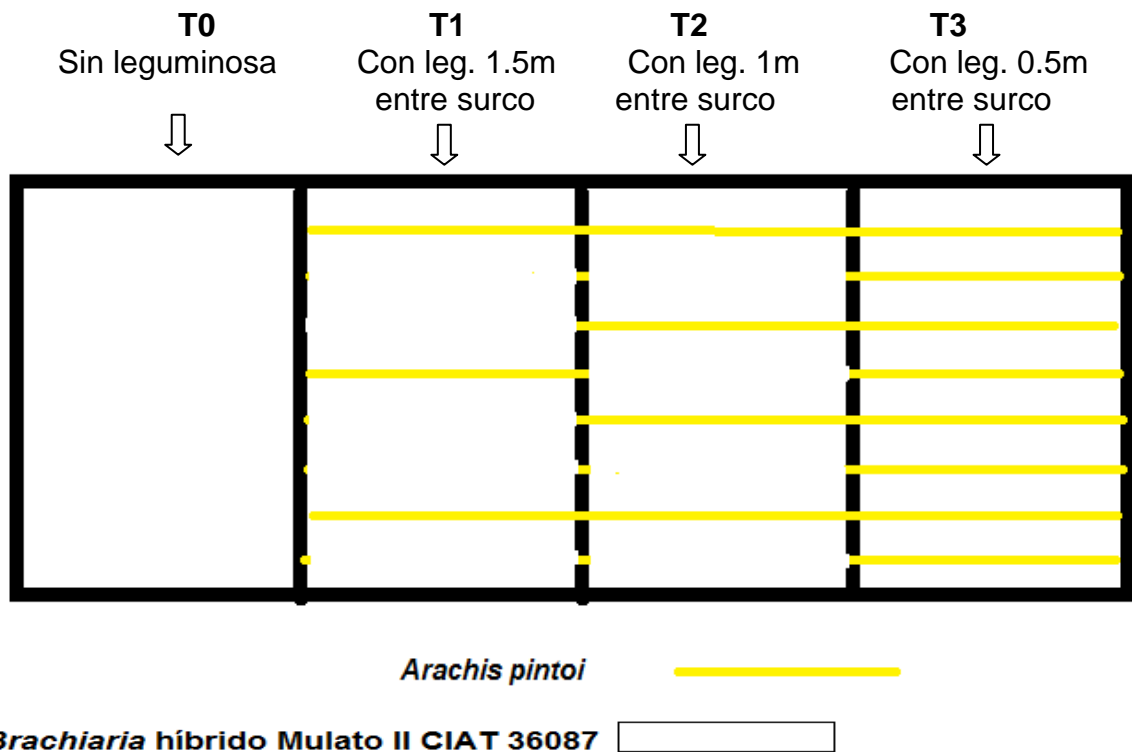 T0 T1 T2 T3
Sin leguminosa Con leg. 1.5m Con leg. 1m Con leg. 0.5m
entre surco entre surco entre surco
Arachis pintoi
Brachiaria híbrido Mulato II CIAT 36087